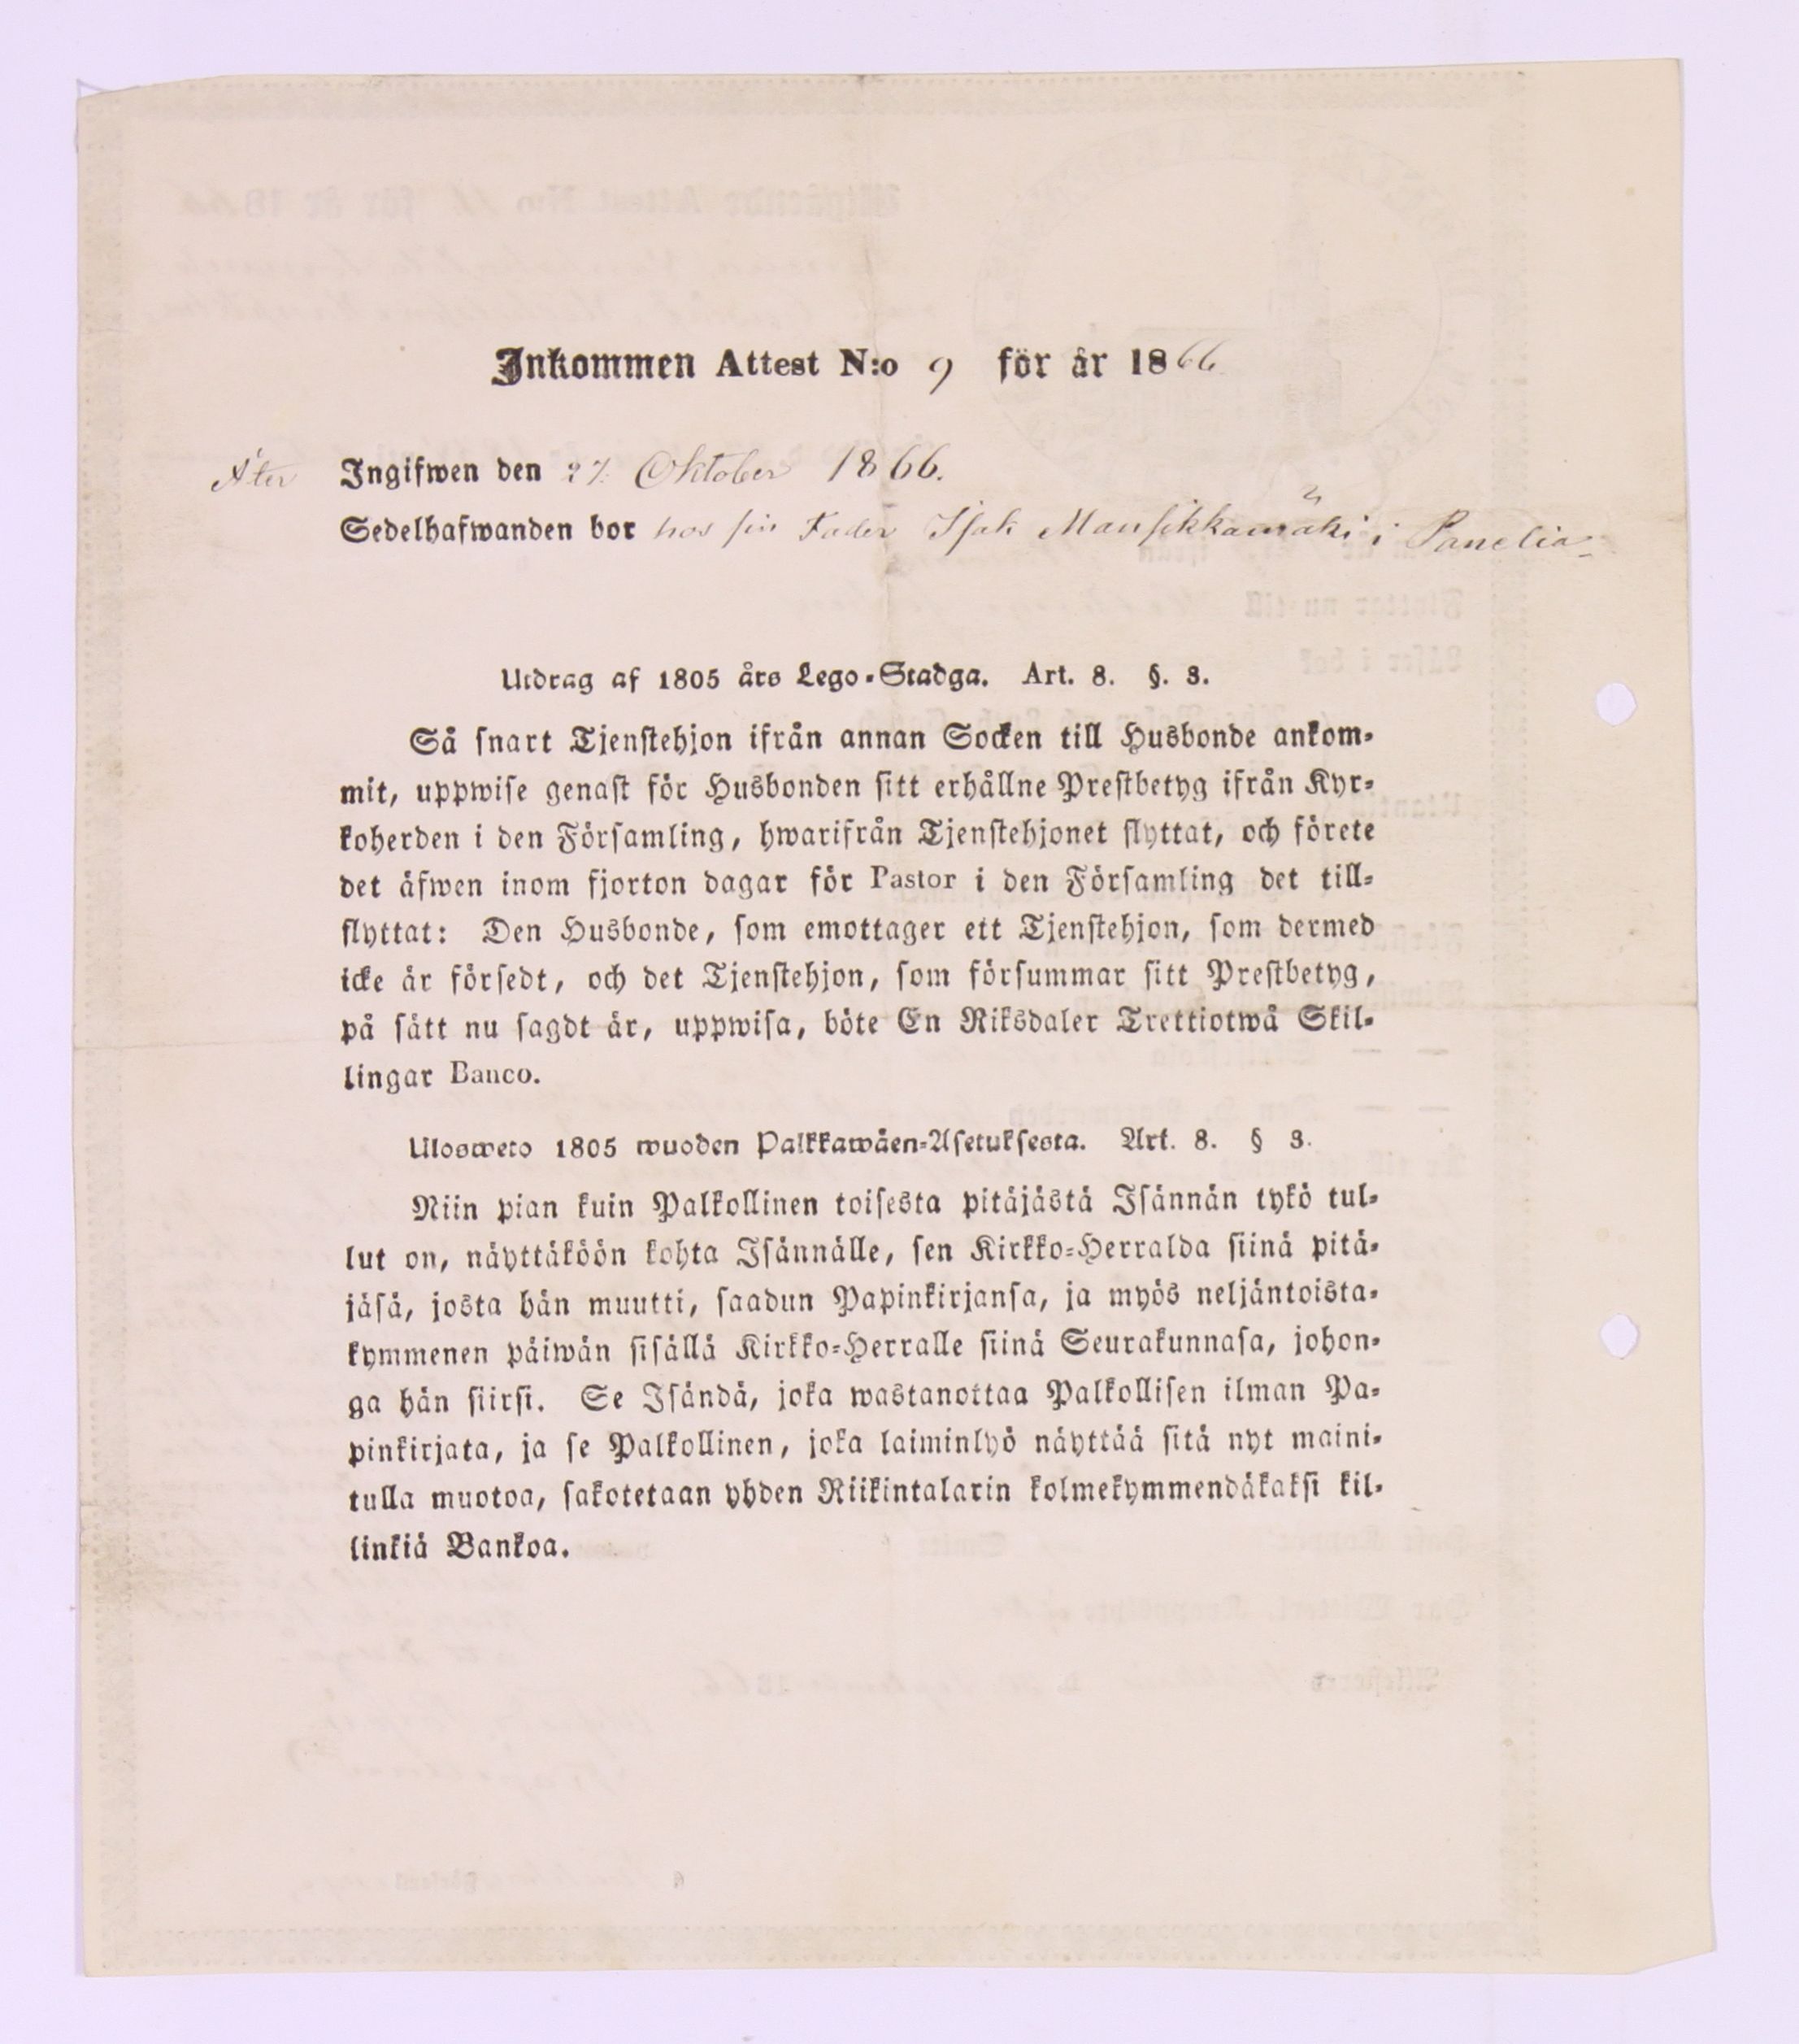 Inkommen Attest N:o 9 för år 1866
Åter Ingifwen den 27 Oktober 1866.
Sedelhafwanden bor hos sin Fader Isak Mansikkamäki i Panelia
Utdrag af 1805 års Lego-Stadga. Art. 8. §. 3.
Så snart Tjenstehjon ifrån annan Socken till Husbonde ankom-
mit, uppwise genast för Husbonden sitt erhållne Prestbetyg ifrån Kyr-
koherden i den Församling, hwarifrån Tjenstehjonet flyttat, och förete
det äfwen inom fjorton dagar för Pastor i den Församling det till-
flyttat: Den Husbonde, som emottager ett Tjenstehjon, som dermed
icke är försedt, och det Tjenstehjon, som försummar sitt Prestbetyg,
på sätt nu sagdt är, uppwisa, böte En Riksdaler Trettiotwå Skil-
lingar Banco.
Ulosweto 1805 wuoden Palkkawäen-Asetuksesta. Art. 8. § 3.
Niin pian kuin Palkollinen toisesta pitäjästä Isännän tykö tul-
lut on, näyttäköön kohta Isännälle, sen Kirkko-Herralda siinä pitä-
jäsä, josta hän muutti, saadun Papinkirjansa, ja myös neljäntoista-
kymmenen päiwän sisällä Kirkko-Herralle siinä Seurakunnasa, johon-
ga hän siirsi. Se Isändä, joka wastanottaa Palkollisen ilman Pa-
pinkirjata, ja se Palkollinen, joka laiminlyö näyttää sitä nyt maini-
tulla muotoa, sakotetaan yhden Riikintalarin kolmekymmendäkaksi kil-
linkiä Bankoa.